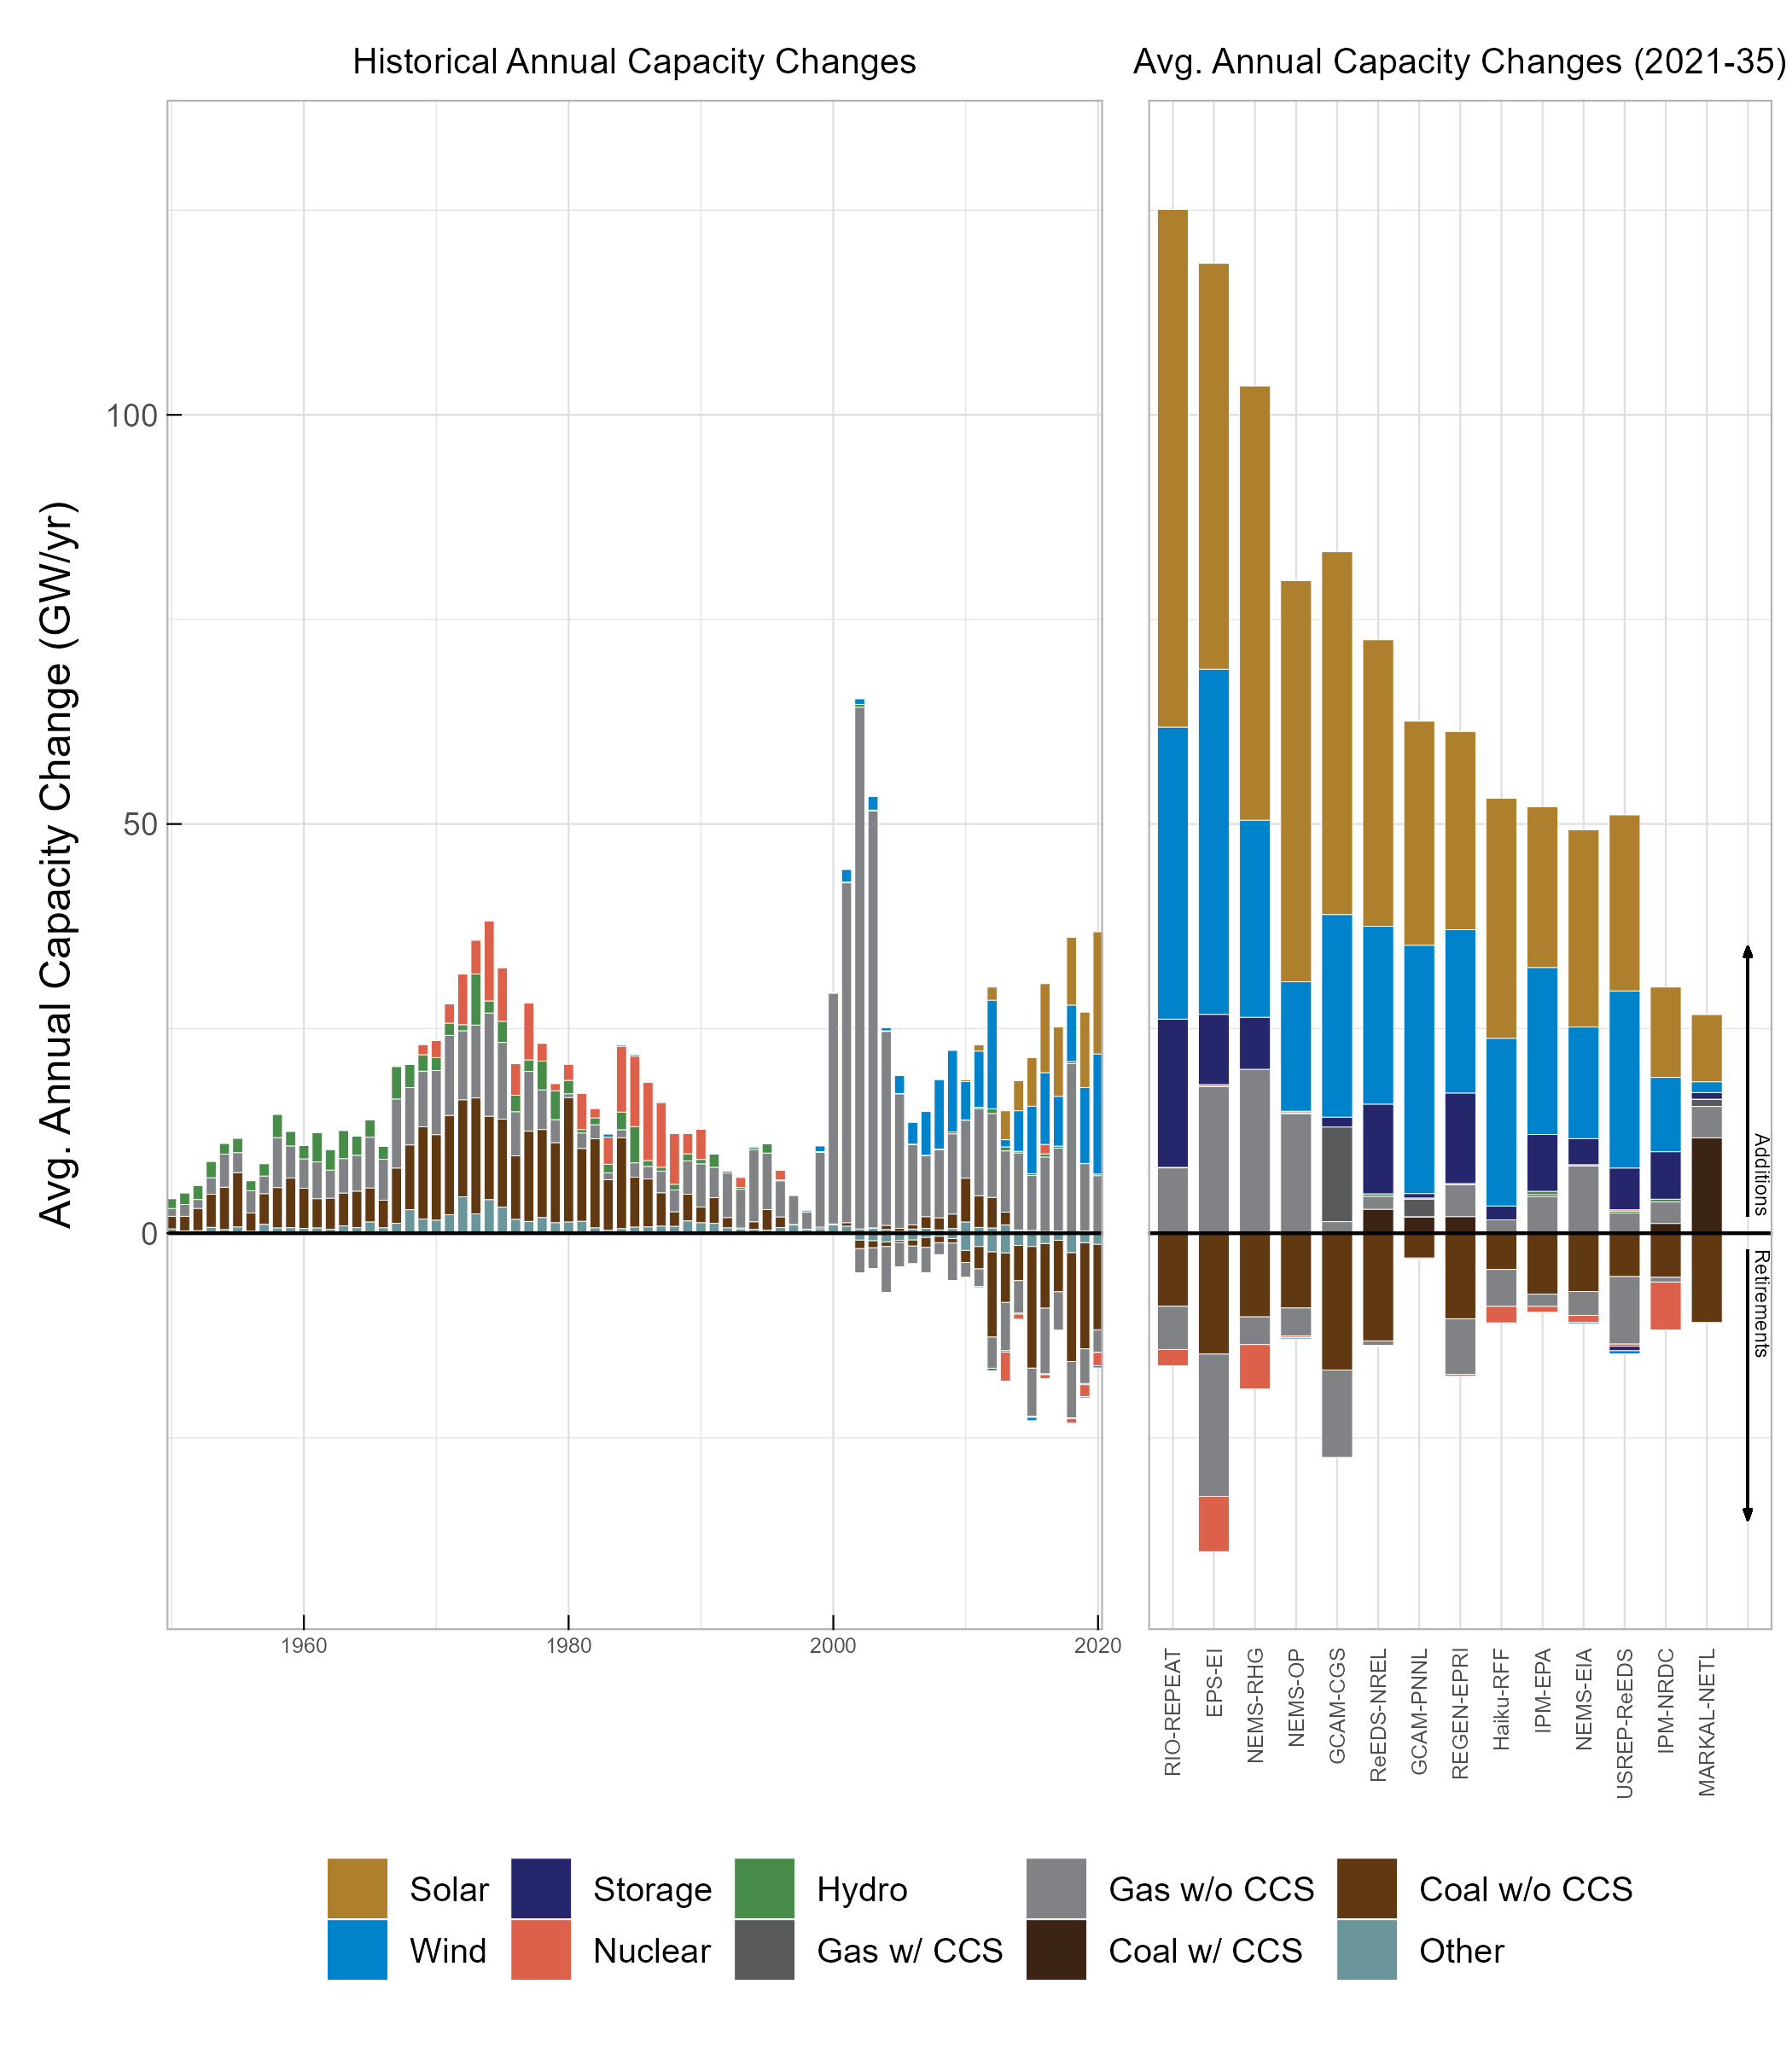 Historical Annual Capacity Changes
Avg. Annual Capacity Changes (2021-35)
Avg. Annual Capacity Change (GW/yr)
100
50
0
1960
1980
2000
2020
Additions
Retirements
RIO-REPEAT
EPS-EI
NEMS-RHG
NEMS-OP
GCAM-CGS
ReEDS-NREL
GCAM-PNNL
REGEN-EPRI
Haiku-RFF
IPM-EPA
NEMS-EIA
USREP-ReEDS
IPM-NRDC
MARKAL-NETL
Solar
Storage
Hydro
Gas w/o CCS
Coal w/o CCS
Wind
Nuclear
Gas w/ CCS
Coal w/ CCS
Other